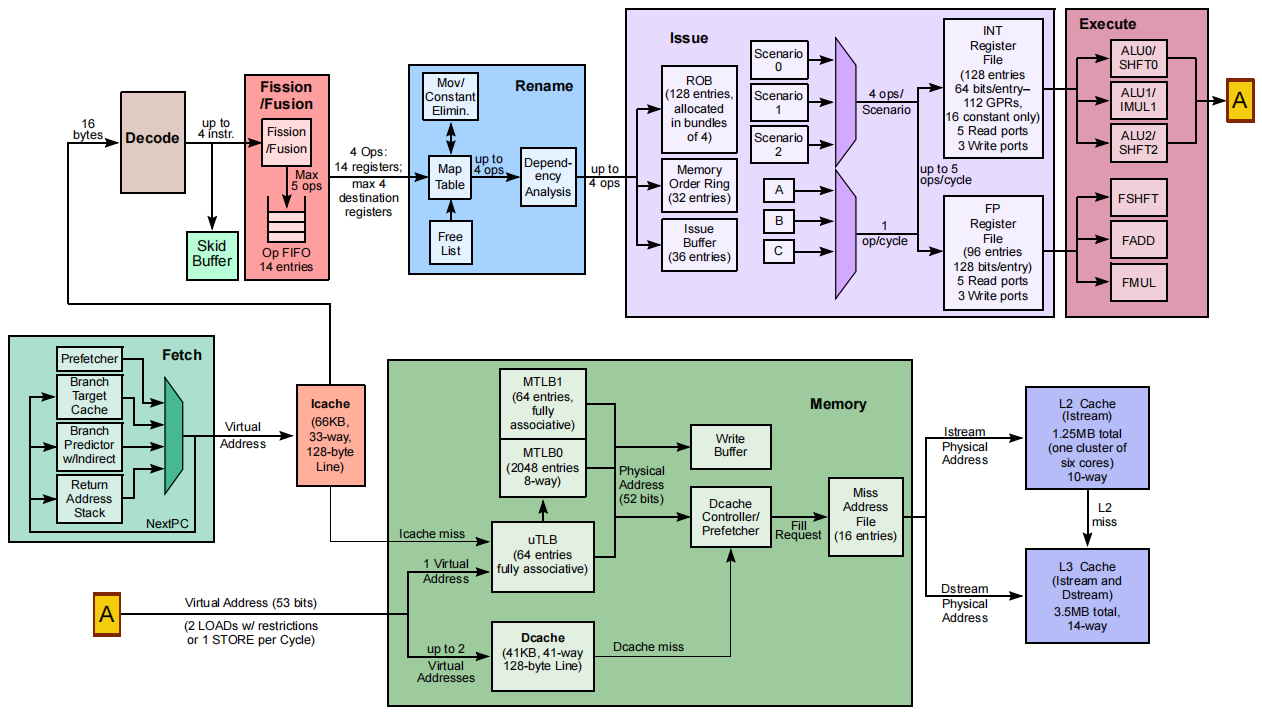 16
bytes
Decode
up to
4 instr.
Skid
Buffer
Fission
/Fusion
Fission
/Fusion
Max
5 ops
Op FIFO
14 entries
4 Ops:
14 registers;
max 4
destination
registers
Rename
Mov/
Constant
Elimin.
Map
Table
Free
List
up to
4 ops
Depend-
ency
Analysis
up to
4 ops
Issue
ROB
(128 entries,
allocated
in bundles
of 4)
Memory
Order Ring
(32 entries)
Issue
Buffer
(36 entries)
Scenario
0
Scenario
1
Scenario
2
A
B
C
4 ops/
Scenario
up to 5
ops/cycle
1
op/cycle
INT
Register
File
(128 entries
64 bits/entry–
112 GPRs,
16 constant only)
5 Read ports
3 Write ports
FP
Register
File
(96 entries
128 bits/entry)
5 Read ports
3 Write ports
Execute
ALU0/
SHFT0
ALU1/
IMUL1
ALU2/
SHFT2
FSHFT
FADD
FMUL
A
Fetch
Prefetcher
Branch
Target
Cache
Branch
Predictor
w/Indirect
Return
Address
Stack
NextPC
Virtual
Address
Icache
(66KB,
33-way,
128-byte
Line)
Memory
MTLB1
(64 entries,
fully
associative)
MTLB0
(2048 entries
8-way)
uTLB
(64 entries
fully associative)
Icache miss
1 Virtual
Address
A
Virtual Address (53 bits)
(2 LOADs w/ restrictions
or 1 STORE per Cycle)
up to 2
Virtual
Addresses
Dcache
(41KB, 41-way
128-byte Line)
Dcache miss
Physical
Address
(52 bits)
Write
Buffer
Dcache
Controller/
Prefetcher
Fill
Request
Miss
Address
File
(16 entries)
Istream
Physical
Address
Dstream
Physical
Address
L2 Cache
(Istream)
1.25MB total
(one cluster of
six cores)
10-way
L2
miss
L3 Cache
(Istream and
Dstream)
3.5MB total,
14-way